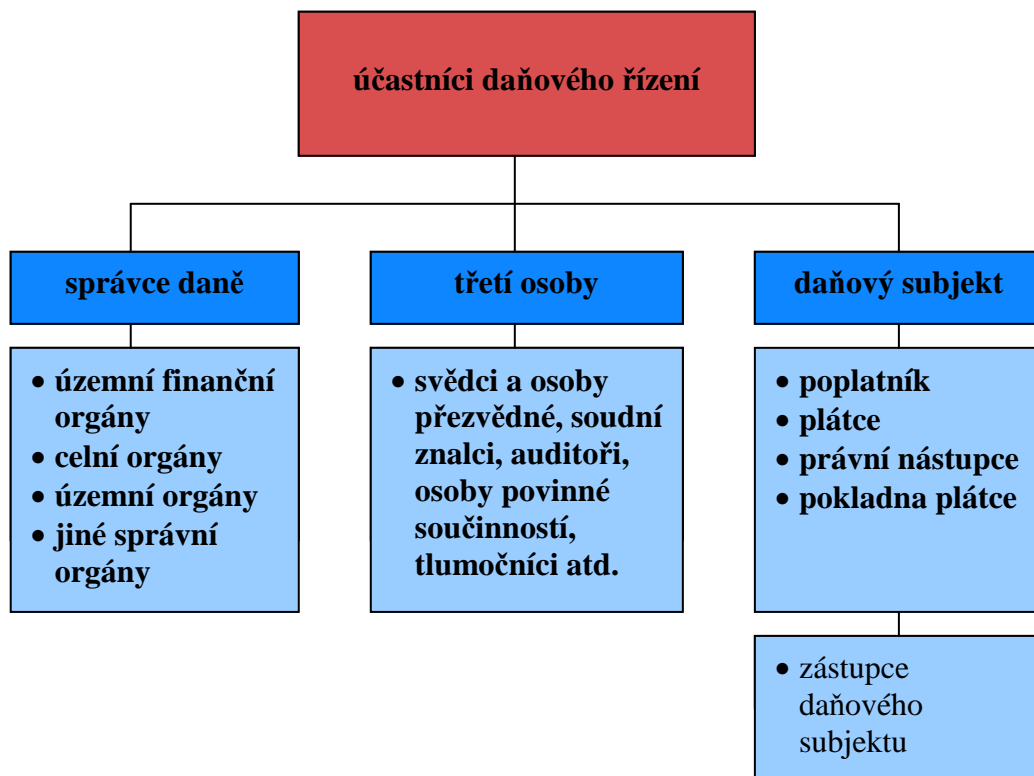 účastníci daňového řízení
správce daně
• územní finanční
orgány
• celní orgány
• územní orgány
• jiné správní
orgány
třetí osoby
• svědci a osoby
přezvědné, soudní
znalci, auditoři,
osoby povinné
součinností,
tlumočníci atd.
daňový subjekt
• poplatník
• plátce
• právní nástupce
• pokladna plátce
• zástupce
daňového
subjektu